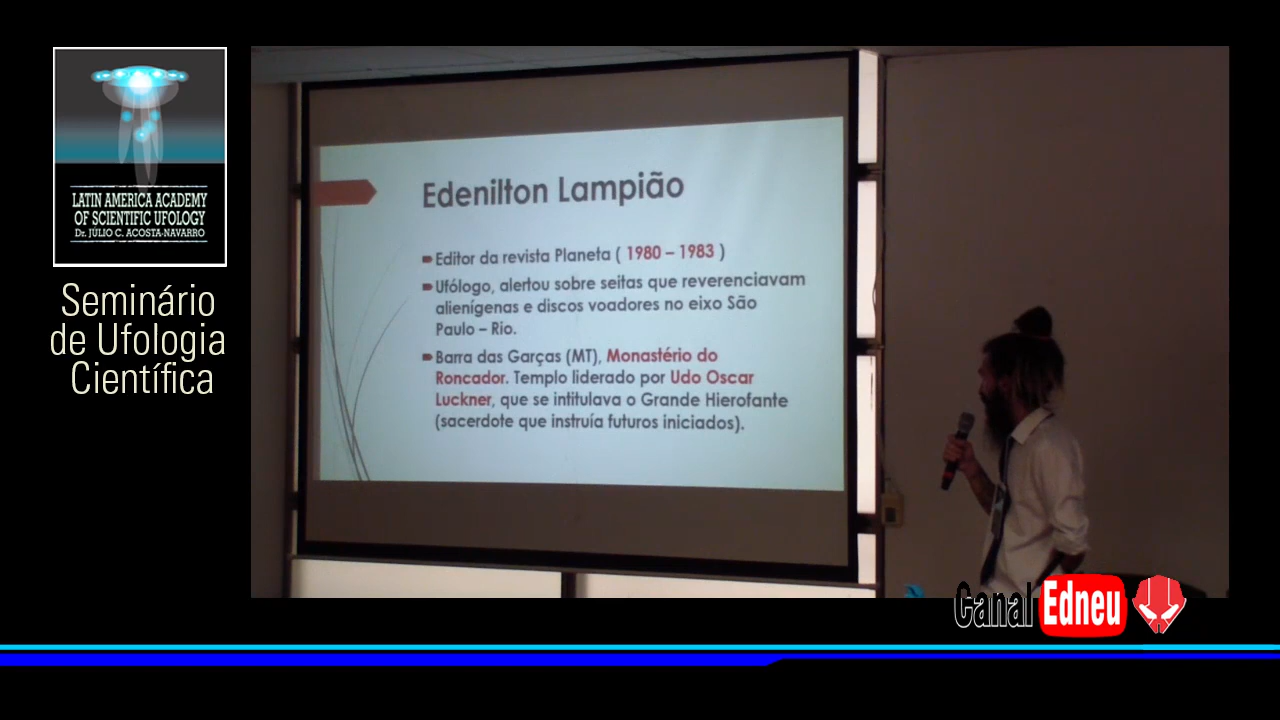 LATIN AMERICA ACADEMY
OF SCIENTIFIC UFOLOGY
Dr. JÚLIO C. ACOSTA-NAVARRO
Seminário
de Ufologia
Científica
Edenilton Lampião
Editor da revista Planeta ( 1980 – 1983 )
Ufólogo, alertou sobre seitas que reverenciavam
alienígenas e discos voadores no eixo São
Paulo – Rio.
Barra das Garças (MT), Monastério do
Roncador. Templo liderado por Udo Oscar
Luckner, que se intitulava o Grande Hierofante
(sacerdote que instruía futuros iniciados).
Canal Edneu